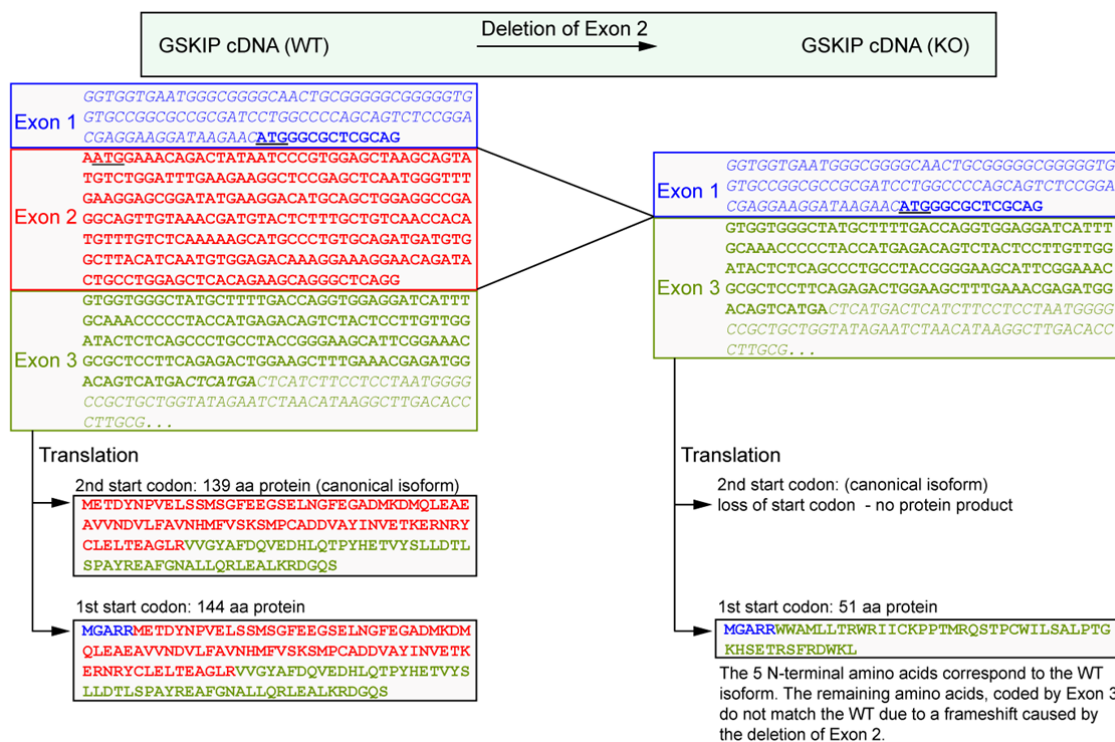 Deletion of Exon 2
GSKIP cDNA (WT)
GSKIP cDNA (KO)
Exon 1
GGTGGTGAATGGGCGGGGCAACTGCGGGGGCGGGGGTG
GTGCCGGCGCCGCGATCCTGGCCCCAGCAGTCTCCGGA
CGAGGAAGGATAAGAACATGGGCGCTCGCAG
Exon 2
AATGGAAACAGACTATAATCCCGTGGAGCTAAGCAGTA
TGTCTGGATTTGAAGAAGGCTCCGAGCTCAATGGGTTT
GAAGGAGCGGATATGAAGGACATGCAGCTGGAGGCCGA
GGCAGTTGTAAACGATGTACTCTTTGCTGTCAACCACA
TGTTTGTCTCAAAAAGCATGCCCTGTGCAGATGATGTG
GCTTACATCAATGTGGAGACAAAGGAAAGGAACAGATA
CTGCCTGGAGCTCACAGAAGCAGGGCTCAGG
Exon 3
GTGGTGGGCTATGCTTTTGACCAGGTGGAGGATCATTT
GCAAACCCCCTACCATGAGACAGTCTACTCCTTGTTGG
ATACTCTCAGCCCTGCCTACCGGGAAGCATTCGGAAAC
GCGCTCCTTCAGAGACTGGAAGCTTTGAAACGAGATGG
ACAGTCATGACTCATGACTCATCTTCCTCCTAATGGGG
CCGCTGCTGGTATAGAATCTAACATAAGGCTTGACACC
CTTGCG...
Exon 1
GGTGGTGAATGGGCGGGGCAACTGCGGGGGCGGGGGTG
GTGCCGGCGCCGCGATCCTGGCCCCAGCAGTCTCCGGA
CGAGGAAGGATAAGAACATGGGCGCTCGCAG
Exon 3
GTGGTGGGCTATGCTTTTGACCAGGTGGAGGATCATTT
GCAAACCCCCTACCATGAGACAGTCTACTCCTTGTTGG
ATACTCTCAGCCCTGCCTACCGGGAAGCATTCGGAAAC
GCGCTCCTTCAGAGACTGGAAGCTTTGAAACGAGATGG
ACAGTCATGACTCATGACTCATCTTCCTCCTAATGGGG
CCGCTGCTGGTATAGAATCTAACATAAGGCTTGACACC
CTTGCG...
Translation
2nd start codon: 139 aa protein (canonical isoform)
METDYNPVELSSMSGFEEGSELNGFEGADMKDMQLEAE
AVVNDVLFAVNHMFVSKSMPCADDVAYINVETKERNRY
CLELTEAGLRVVGYAFDQVEDHLQTPYHETVYSLLDTL
SPAYREAFGNALLQRLEALKRDGQS
1st start codon: 144 aa protein
MGARRMETDYNPVELSSMSGFEEGSELNGFEGADMKDM
QLEAEAVVNDVLFAVNHMFVSKSMPCADDVAYINVETK
ERNRYCLELTEAGLRVVGYAFDQVEDHLQTPYHETVYS
LLDTLSPAYREAFGNALLQRLEALKRDGQS
Translation
2nd start codon: (canonical isoform)
loss of start codon - no protein product
1st start codon: 51 aa protein
MGARRWWAMLLTRWRIICKPPTMRQSTPCWILSALPTG
KHSETRSFRDWKL
The 5 N-terminal amino acids correspond to the WT
isoform. The remaining amino acids, coded by Exon 3
do not match the WT due to a frameshift caused by
the deletion of Exon 2.